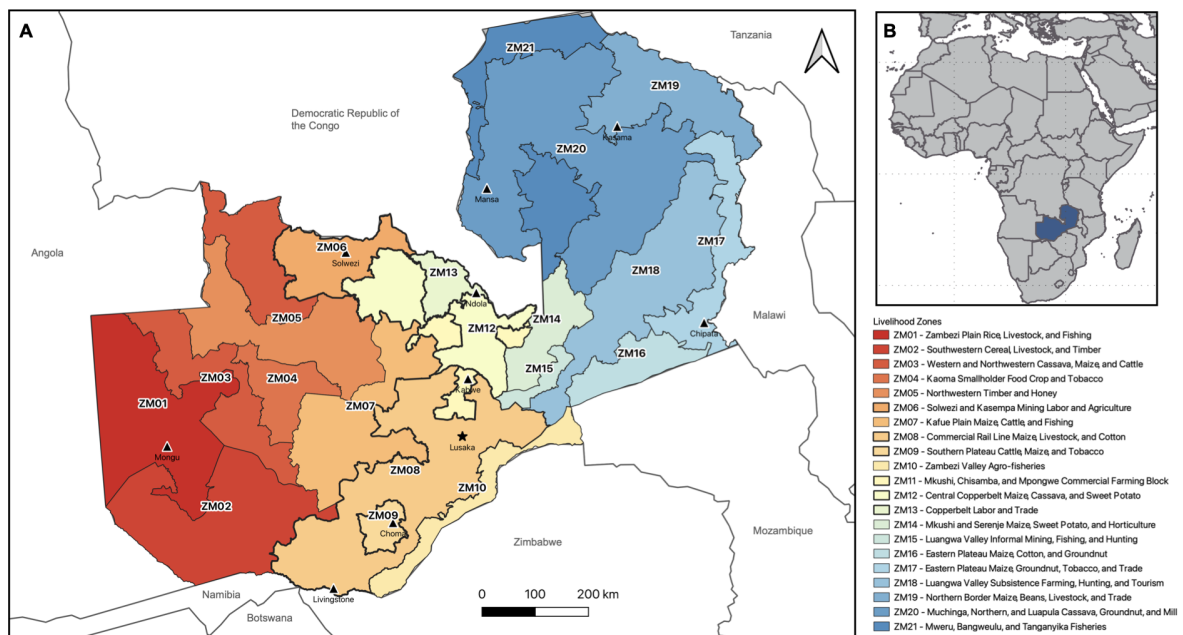 A
Tanzania
ZM21
ZM19
Democratic Republic of
the Congo
Kasama
ZM20
Mansa
Angola
ZM06
Solwezi
ZM13
ZM17
ZM18
Ndola
ZM14
ZM05
ZM12
Malawi
Chipata
ZM16
ZM15
ZM03
ZM04
Kabwe
ZM01
ZM07
Lusaka
Mongu
ZM08
ZM10
ZM02
ZM09
Choma
Mozambique
Zimbabwe
Namibia
Livingstone
Botswana
0 100 200 km
B
Livelihood Zones
ZM01 - Zambezi Plain Rice, Livestock, and Fishing
ZM02 - Southwestern Cereal, Livestock, and Timber
ZM03 - Western and Northwestern Cassava, Maize, and Cattle
ZM04 - Kaoma Smallholder Food Crop and Tobacco
ZM05 - Northwestern Timber and Honey
ZM06 - Solwezi and Kasempa Mining Labor and Agriculture
ZM07 - Kafue Plain Maize, Cattle, and Fishing
ZM08 - Commercial Rail Line Maize, Livestock, and Cotton
ZM09 - Southern Plateau Cattle, Maize, and Tobacco
ZM10 - Zambezi Valley Agro-fisheries
ZM11 - Mkushi, Chisamba, and Mpongwe Commercial Farming Block
ZM12 - Central Copperbelt Maize, Cassava, and Sweet Potato
ZM13 - Copperbelt Labor and Trade
ZM14 - Mkushi and Serenje Maize, Sweet Potato, and Horticulture
ZM15 - Luangwa Valley Informal Mining, Fishing, and Hunting
ZM16 - Eastern Plateau Maize, Cotton, and Groundnut
ZM17 - Eastern Plateau Maize, Groundnut, Tobacco, and Trade
ZM18 - Luangwa Valley Subsistence Farming, Hunting, and Tourism
ZM19 - Northern Border Maize, Beans, Livestock, and Trade
ZM20 - Muchinga, Northern, and Luapula Cassava, Groundnut, and Mill
ZM21 - Mweru, Bangweulu, and Tanganyika Fisheries